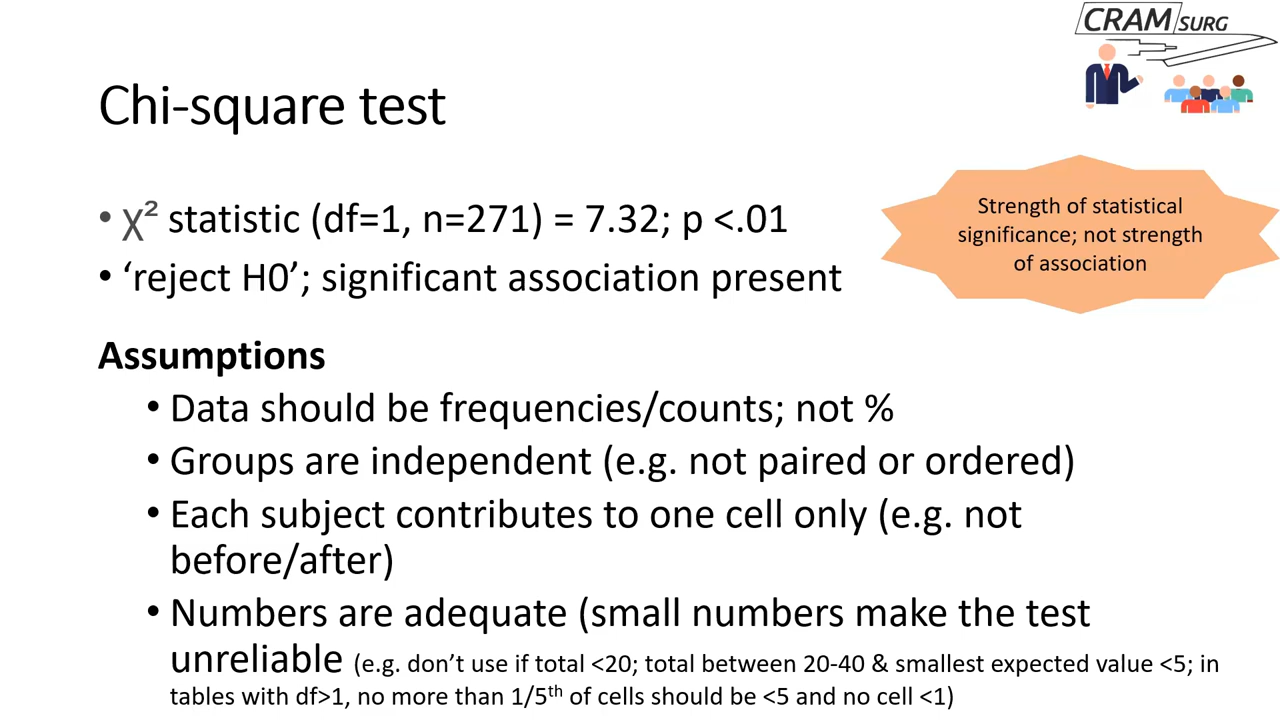 CRAM SURG
Chi-square test
• χ² statistic (df=1, n=271) = 7.32; p <.01
• ‘reject H0’; significant association present
Strength of statistical
significance; not strength
of association
Assumptions
• Data should be frequencies/counts; not %
• Groups are independent (e.g. not paired or ordered)
• Each subject contributes to one cell only (e.g. not
before/after)
• Numbers are adequate (small numbers make the test
unreliable (e.g. don’t use if total <20; total between 20-40 & smallest expected value <5; in
tables with df>1, no more than 1/5th of cells should be <5 and no cell <1)